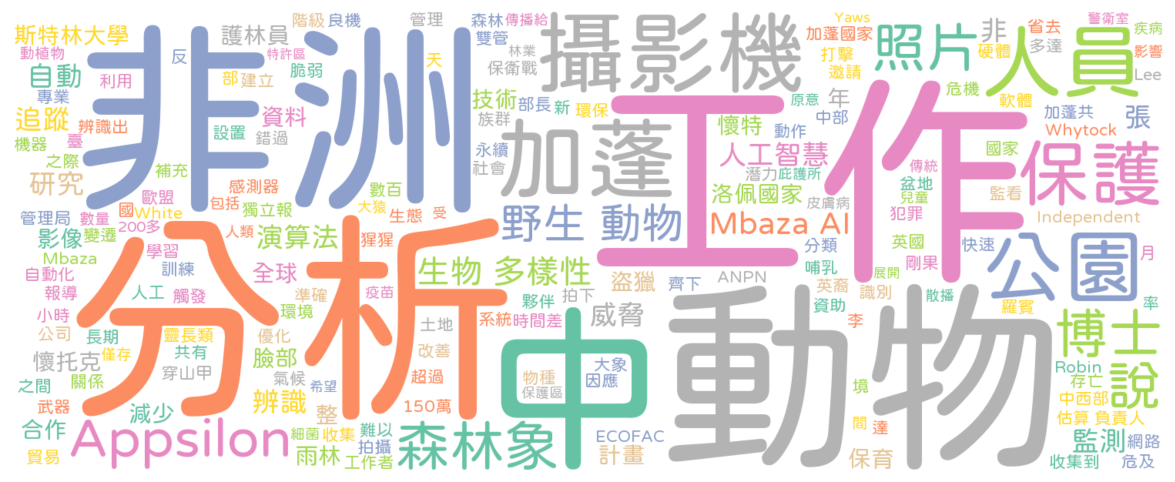 斯特林大學
動植物
自動
特許區
利用
專業
追蹤
辨識出
機器
臺
之際
研究
反
部
護林員
建立
階級
良機
脆弱
管理
天
非洲
設置
資料
錯過
補充
感測器
包括
數百
歐盟
國
White
獨立報
大猿
受
管理局
數量
200多
人類
生態
影像
變遷
演算法
猩猩
Mbaza
學習
自動化
訓練
全球
疫苗
報導
人工
觸發
準確
環境
小時
公司
長期
靈長類
優化
土地
系統
懷托克
僅存
共有
臉部
改善
穿山甲
氣候
之間
關係
辨識
希望
超過
武器
減少
整
150萬
合作
Appsilon
細菌
收集
難以
拍攝
貿易
雨林
工作者
分析
森林
傳播給
雙管
林業
保衛戰
攝影機
技術
部長
新
環保
族群
永續
社會
加蓬
野生 動物
生物 多樣性
盜獵
夥伴
拍下
時間差
威脅
大象
因應
物種
保護區
中
森林象
ECOFAC
計畫
齊下
ANPN
工作
動物
Yaws
加蓬國家
打擊
邀請
原意
年
中部
懷特
動作
人工智慧
潛力
庇護所
洛佩國家
皮膚病
Mbaza AI
照片
非
省去
硬體
多達
危機
軟體
人員
警衛室
疾病
影響
Lee
加蓬共
張
Whytock
國家
傳統
盆地
兒童
監看
保護
犯罪
Independent
分類
英國
快速
哺乳
剛果
展開
英裔
資助
識別
散播
公園
月
羅賓
率
李
境
博士
Robin
說
存亡
中西部
估算
負責人
閻
達
監測
網路
保育
收集到
危及